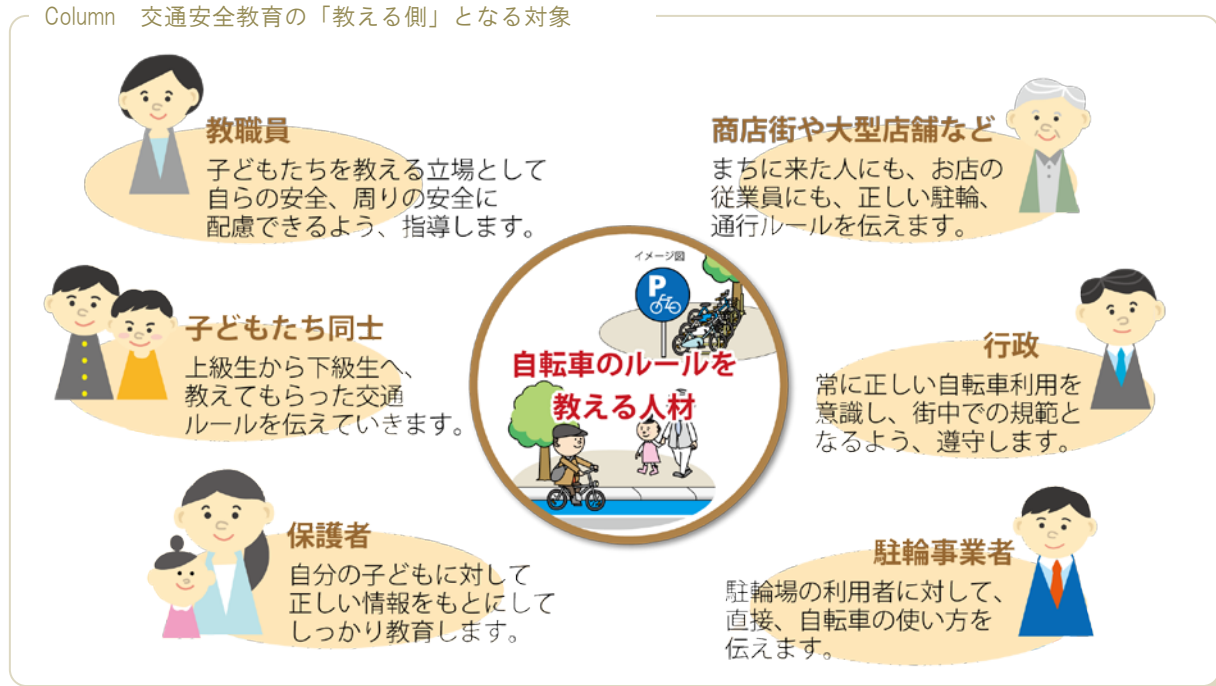 Column 交通安全教育の「教える側」となる対象
教職員
子どもたちを教える立場として
自らの安全、周りの安全に
配慮できるよう、指導します。
商店街や大型店舗など
まちに来た人にも、お店の
従業員にも、正しい駐輪、
通行ルールを伝えます。
子どもたち同士
上級生から下級生へ、
教えてもらった交通
ルールを伝えていきます。
イメージ図
P
自転車のルールを
教える人材
行政
常に正しい自転車利用を
意識し、街中での規範と
なるよう、遵守します。
保護者
自分の子どもに対して
正しい情報をもとにして
しっかり教育します。
駐輪事業者
駐輪場の利用者に対して、
直接、自転車の使い方を
伝えます。